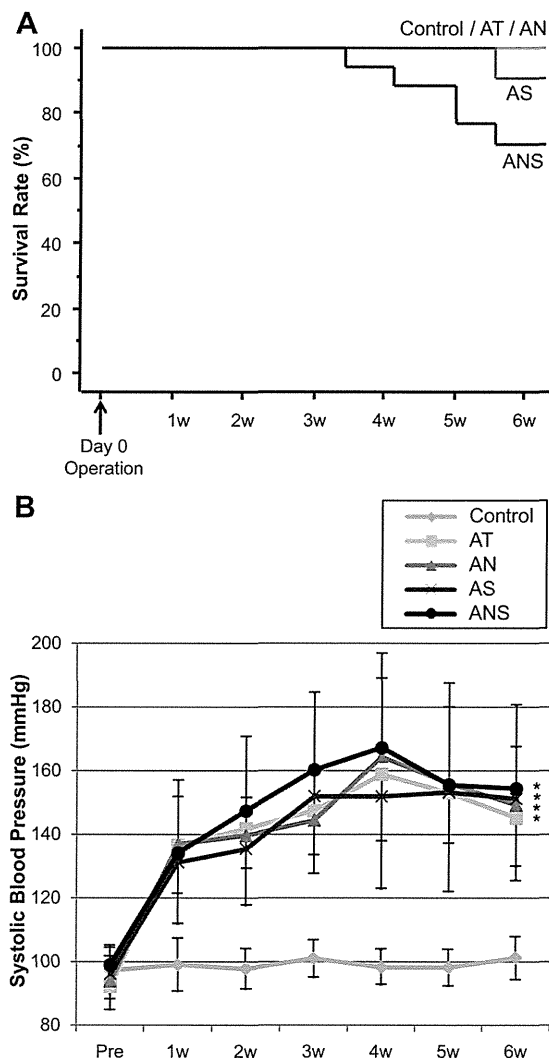 A
Control / AT / AN
100
AS
80
ANS
60
40
20
0
Survival Rate (%)
1w 2w 3w 4w 5w 6w
Day 0
Operation
B
Control
AT
AN
AS
ANS
200
180
160
140
120
100
80
Systolic Blood Pressure (mmHg)
*
*
*
*
Pre 1w 2w 3w 4w 5w 6w